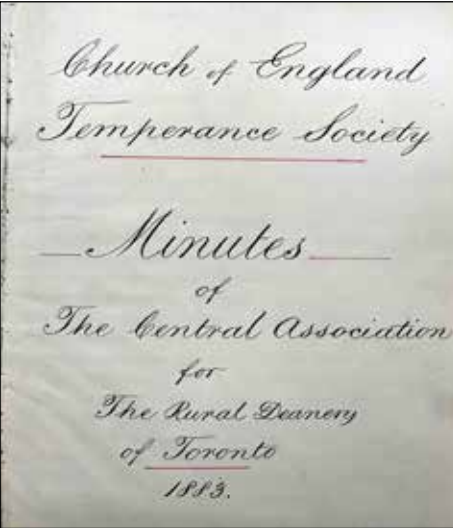 Church of England
Temperance Society
Minutes
of
The Central Association
for
The Rural Deanery
of Toronto
1883.